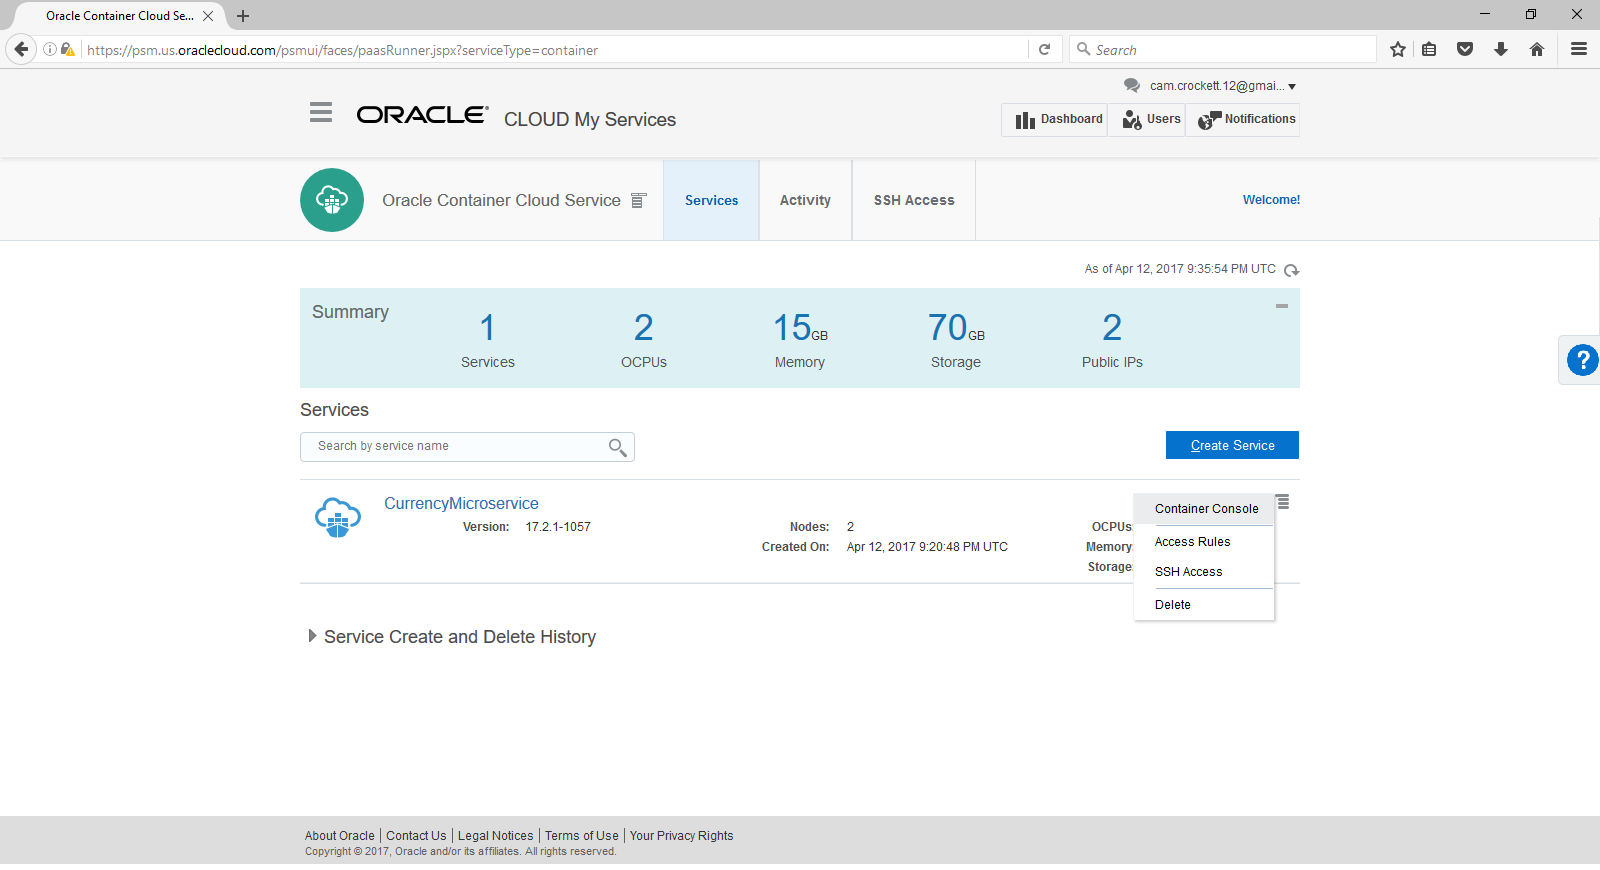 Oracle Container Cloud Se...
https://psm.us.oraclecloud.com/psmui/faces/paasRunner.jspx?serviceType=container
Search
cam.crockett.12@gmai...
ORACLE CLOUD My Services
Dashboard Users Notifications
Oracle Container Cloud Service Services Activity SSH Access Welcome!
As of Apr 12, 2017 9:35:54 PM UTC
Summary
1 2 15GB 70GB 2
Services OCPUs Memory Storage Public IPs
?
Services
Search by service name
Create Service
CurrencyMicroservice
Version: 17.2.1-1057
Nodes: 2
Created On: Apr 12, 2017 9:20:48 PM UTC
OCPUs:
Memory:
Storage:
Container Console
Access Rules
SSH Access
Delete
Service Create and Delete History
About Oracle | Contact Us | Legal Notices | Terms of Use | Your Privacy Rights
Copyright © 2017, Oracle and/or its affiliates. All rights reserved.